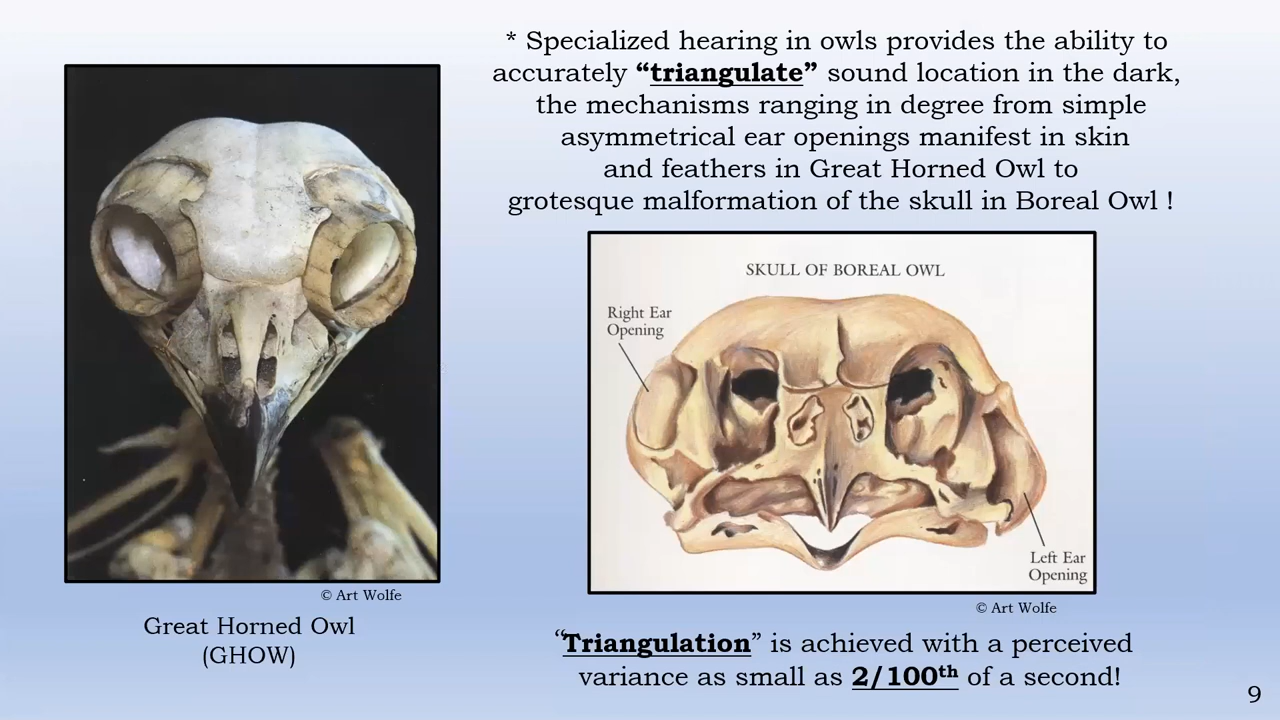 * Specialized hearing in owls provides the ability to
accurately “triangulate” sound location in the dark,
the mechanisms ranging in degree from simple
asymmetrical ear openings manifest in skin
and feathers in Great Horned Owl to
grotesque malformation of the skull in Boreal Owl !
SKULL OF BOREAL OWL
Right Ear
Opening
Left Ear
Opening
© Art Wolfe
© Art Wolfe
Great Horned Owl
(GHOW)
“Triangulation” is achieved with a perceived
variance as small as 2/100th of a second!
9